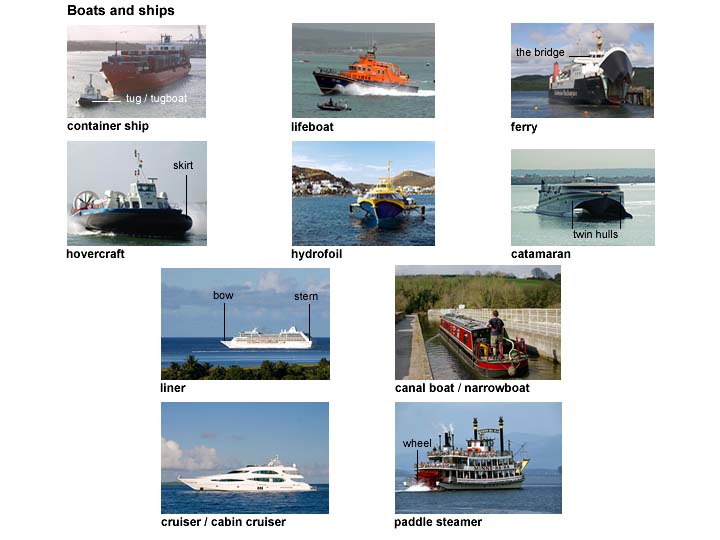 Boats and ships
tug / tugboat
the bridge
container ship
lifeboat
ferry
skirt
twin hulls
hovercraft
hydrofoil
catamaran
bow
stern
liner
canal boat / narrowboat
wheel
cruiser / cabin cruiser
paddle steamer